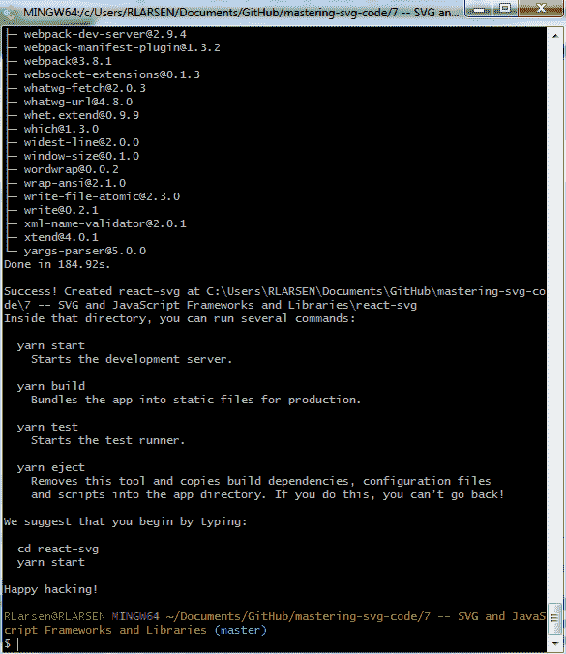 MINGW64:/c/Users/RLARSEN/Documents/GitHub/mastering-svg-code/7 -- SVG an...
├─ webpack-dev-server@2.9.4
├─ webpack-manifest-plugin@1.3.2
├─ webpack@3.8.1
├─ websocket-extensions@0.1.3
├─ whatwg-fetch@2.0.3
├─ whatwg-url@4.8.0
├─ whet.extend@0.9.9
├─ which@1.3.0
├─ widest-line@2.0.0
├─ window-size@0.1.0
├─ wordwrap@0.0.2
├─ wrap-ansi@2.1.0
├─ write-file-atomic@2.3.0
├─ write@0.2.1
├─ xml-name-validator@2.0.1
├─ xtend@4.0.1
└─ yargs-parser@5.0.0
Done in 184.92s.
Success! Created react-svg at C:\Users\RLARSEN\Documents\GitHub\mastering-svg-co
de\7 -- SVG and JavaScript Frameworks and Libraries\react-svg
Inside that directory, you can run several commands:
yarn start
Starts the development server.
yarn build
Bundles the app into static files for production.
yarn test
Starts the test runner.
yarn eject
Removes this tool and copies build dependencies, configuration files
and scripts into the app directory. If you do this, you can't go back!
We suggest that you begin by typing:
cd react-svg
yarn start
Happy hacking!
RLarsen@RLARSEN MINGW64 ~/Documents/GitHub/mastering-svg-code/7 -- SVG and JavaS
cript Frameworks and Libraries (master)
$